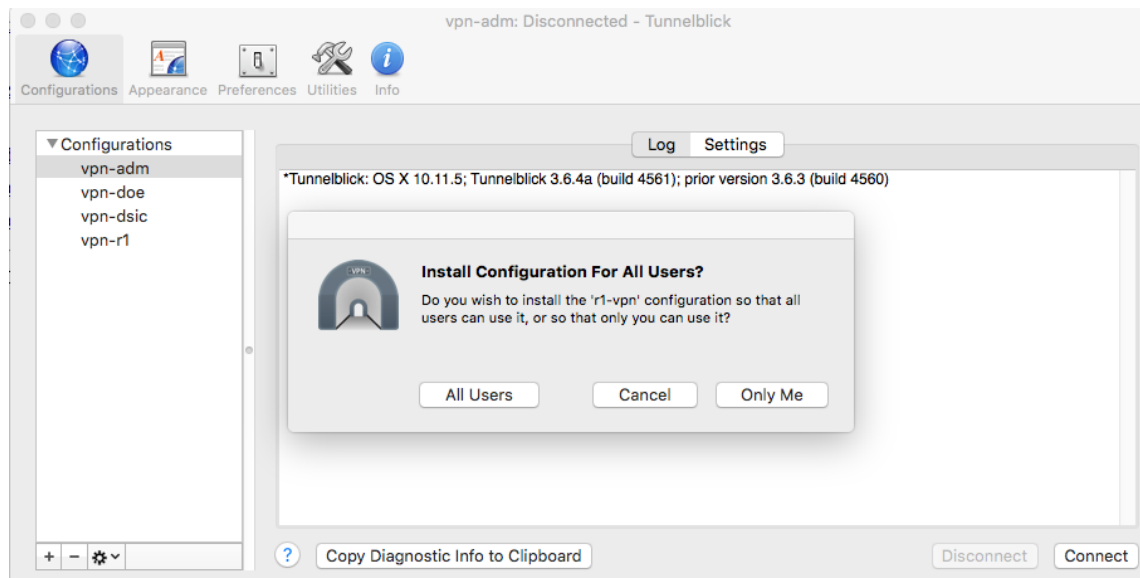 vpn-adm: Disconnected - Tunnelblick
Configurations Appearance Preferences Utilities Info
Configurations
vpn-adm
vpn-doe
vpn-dsic
vpn-r1
Log Settings
*Tunnelblick: OS X 10.11.5; Tunnelblick 3.6.4a (build 4561); prior version 3.6.3 (build 4560)
VPN
Install Configuration For All Users?
Do you wish to install the 'r1-vpn' configuration so that all
users can use it, or so that only you can use it?
All Users Cancel Only Me
+ −
? Copy Diagnostic Info to Clipboard Disconnect Connect